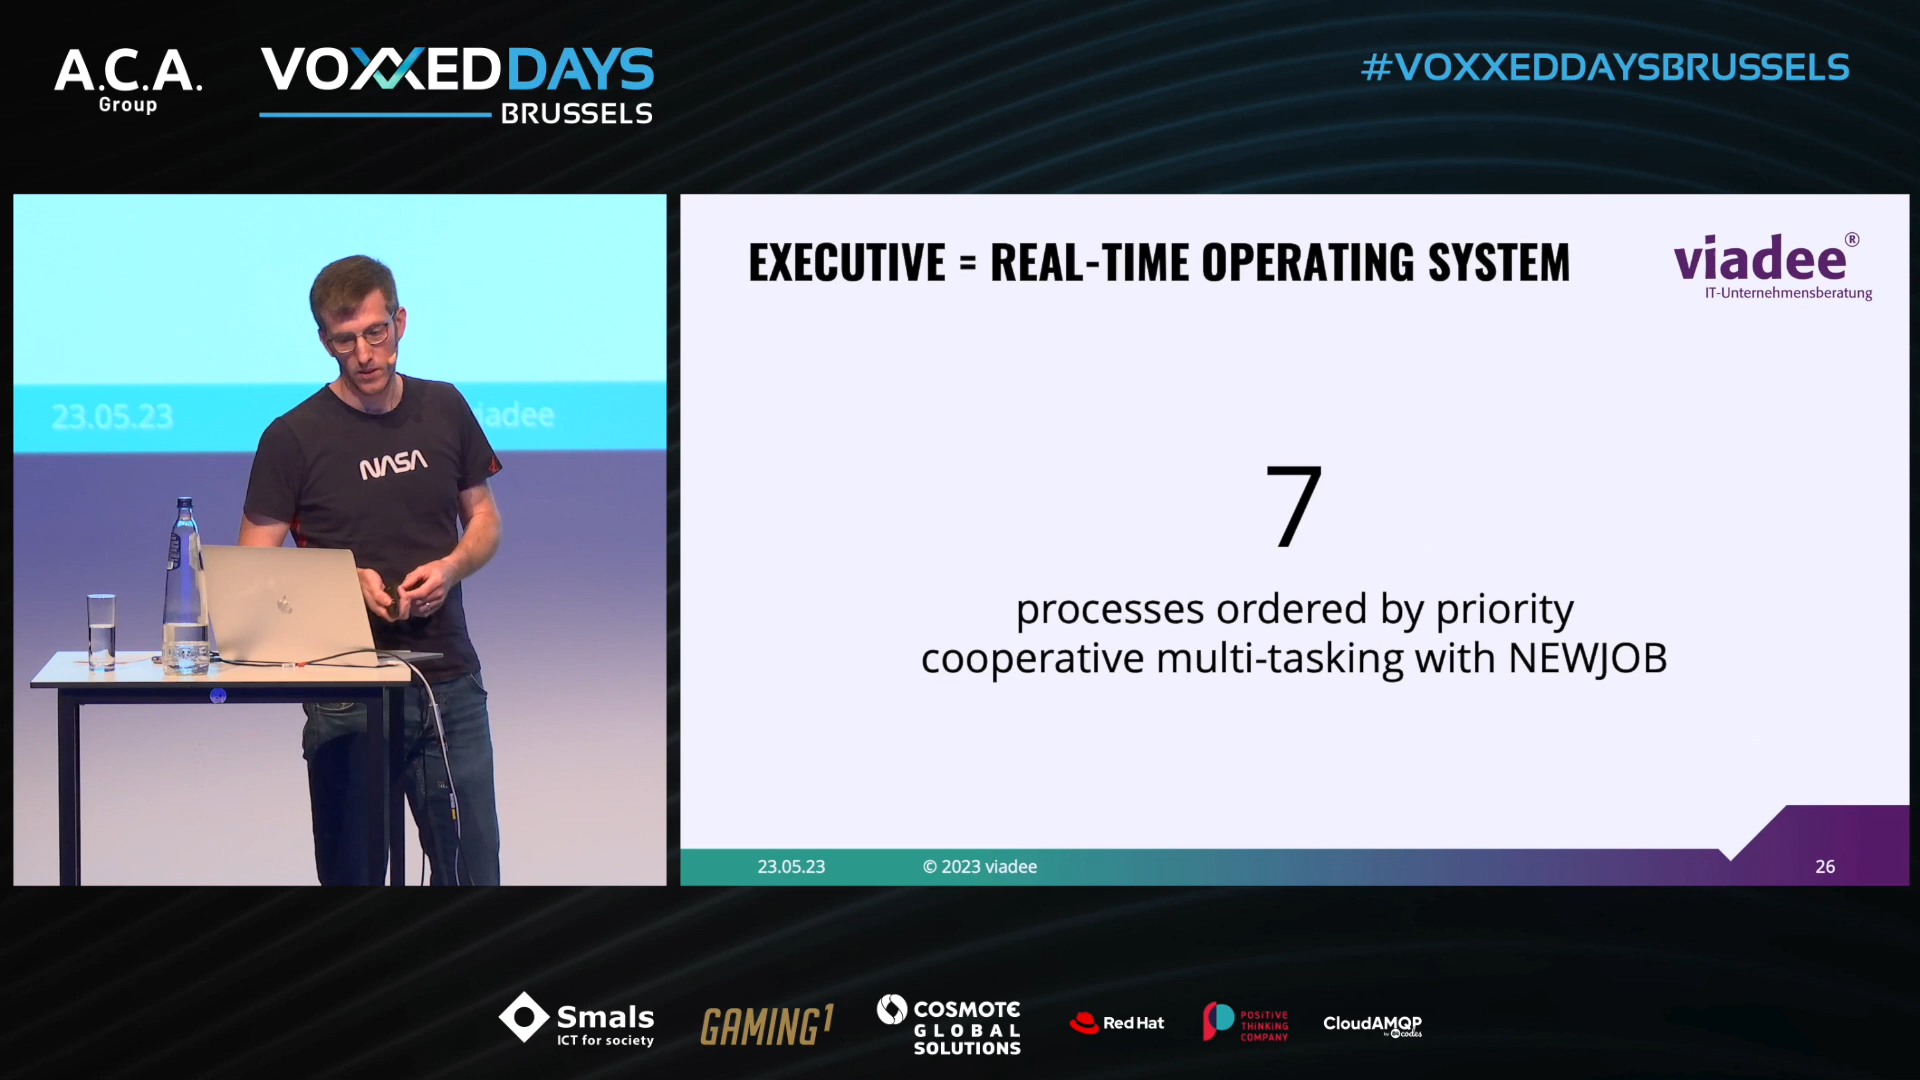 A.C.A.
Group
VOXXEDDAYS
BRUSSELS
#VOXXEDDAYSBRUSSELS
23.05.23
viadee
NASA
EXECUTIVE = REAL-TIME OPERATING SYSTEM
viadee®
IT-Unternehmensberatung
7
processes ordered by priority
cooperative multi-tasking with NEWJOB
23.05.23
© 2023 viadee
26
Smals
ICT for society
GAMING1
COSMOTE
GLOBAL
SOLUTIONS
Red Hat
POSITIVE
THINKING
COMPANY
CloudAMQP